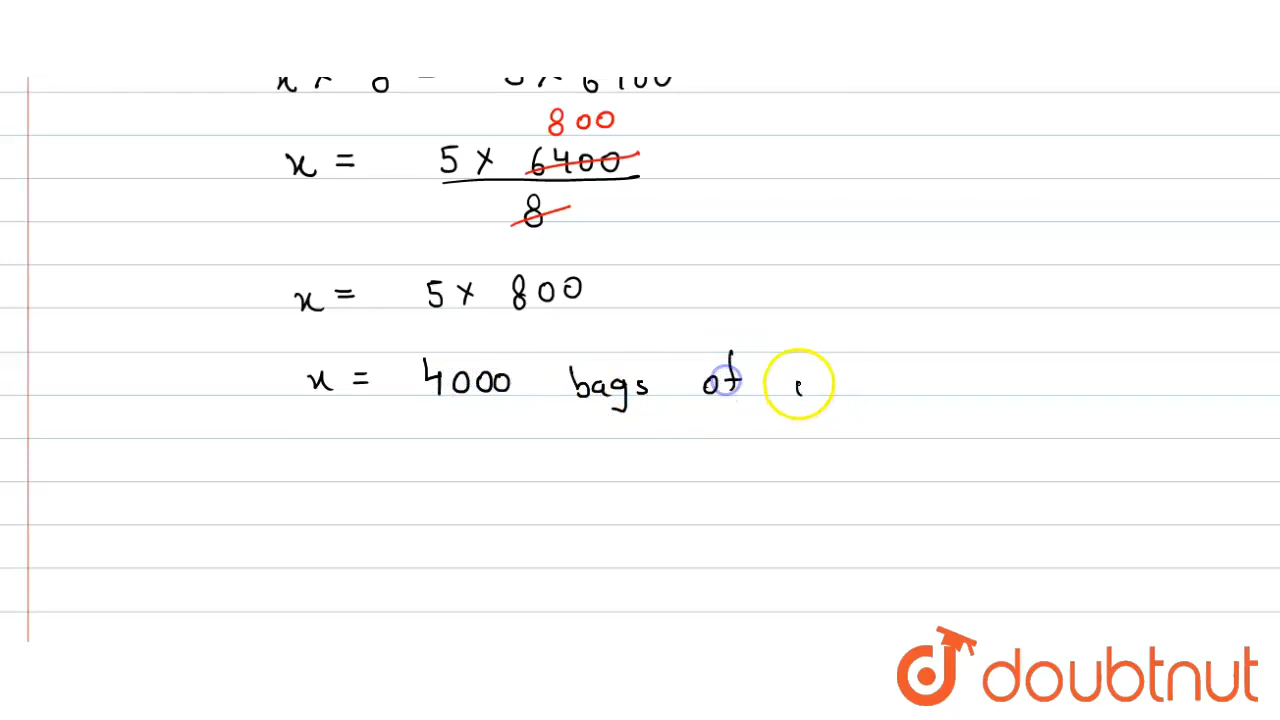 800
x = 5 × 6400
8
x = 5 × 800
x = 4000 bags of
doubtnut